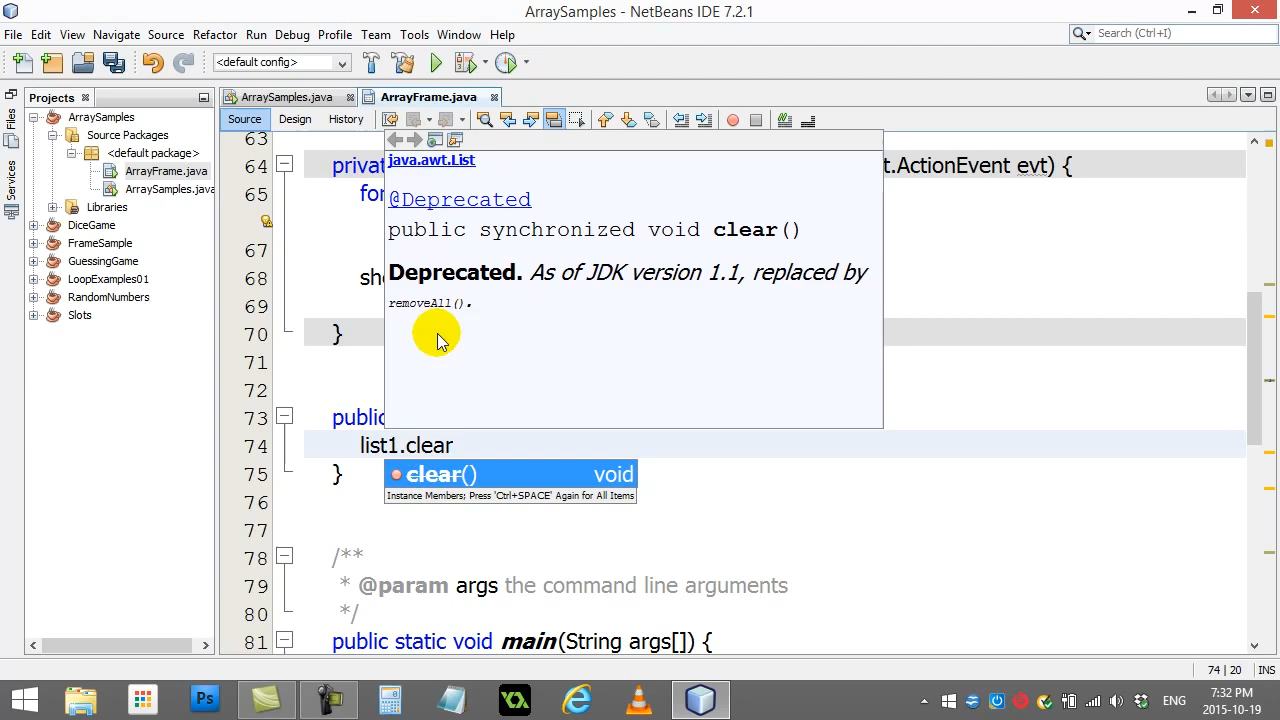 ArraySamples - NetBeans IDE 7.2.1
File Edit View Navigate Source Refactor Run Debug Profile Team Tools Window Help
Search (Ctrl+I)
<default config>
Projects
ArraySamples.java
ArrayFrame.java
Files
Services
ArraySamples
Source Packages
<default package>
ArrayFrame.java
ArraySamples.java
Libraries
DiceGame
FrameSample
GuessingGame
LoopExamples01
RandomNumbers
Slots
Source Design History
63
64 privat
t.ActionEvent evt) {
65 for
67
68 sho
70 }
71
72
73 public
74 list1.clear
75 }
76
77
78 /**
79 * @param args the command line arguments
80 */
81 public static void main(String args[]) {
java.awt.List
@Deprecated
public synchronized void clear()
Deprecated. As of JDK version 1.1, replaced by
removeAll().
clear() void
Instance Members; Press 'Ctrl+SPACE' Again for All Items
74 | 20 INS
Ps
ENG
7:32 PM
2015-10-19